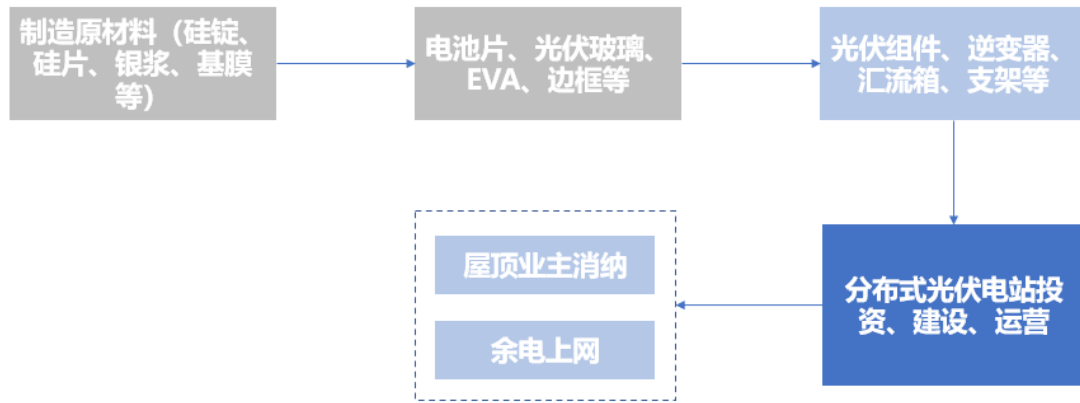 制造原材料（硅锭、
硅片、银浆、基膜
等）
电池片、光伏玻璃、
EVA、边框等
光伏组件、逆变器、
汇流箱、支架等
屋顶业主消纳
余电上网
分布式光伏电站投
资、建设、运营